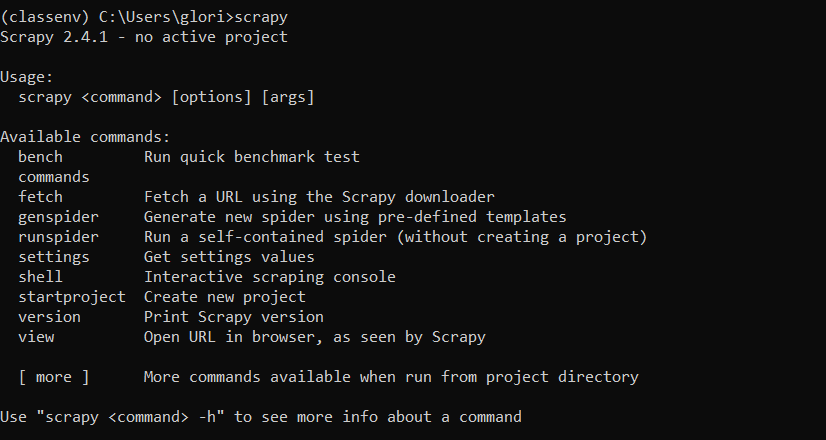 (classenv) C:\Users\glori>scrapy
Scrapy 2.4.1 - no active project

Usage:
  scrapy <command> [options] [args]

Available commands:
  bench         Run quick benchmark test
  commands
  fetch         Fetch a URL using the Scrapy downloader
  genspider     Generate new spider using pre-defined templates
  runspider     Run a self-contained spider (without creating a project)
  settings      Get settings values
  shell         Interactive scraping console
  startproject  Create new project
  version       Print Scrapy version
  view          Open URL in browser, as seen by Scrapy

  [ more ]      More commands available when run from project directory

Use "scrapy <command> -h" to see more info about a command